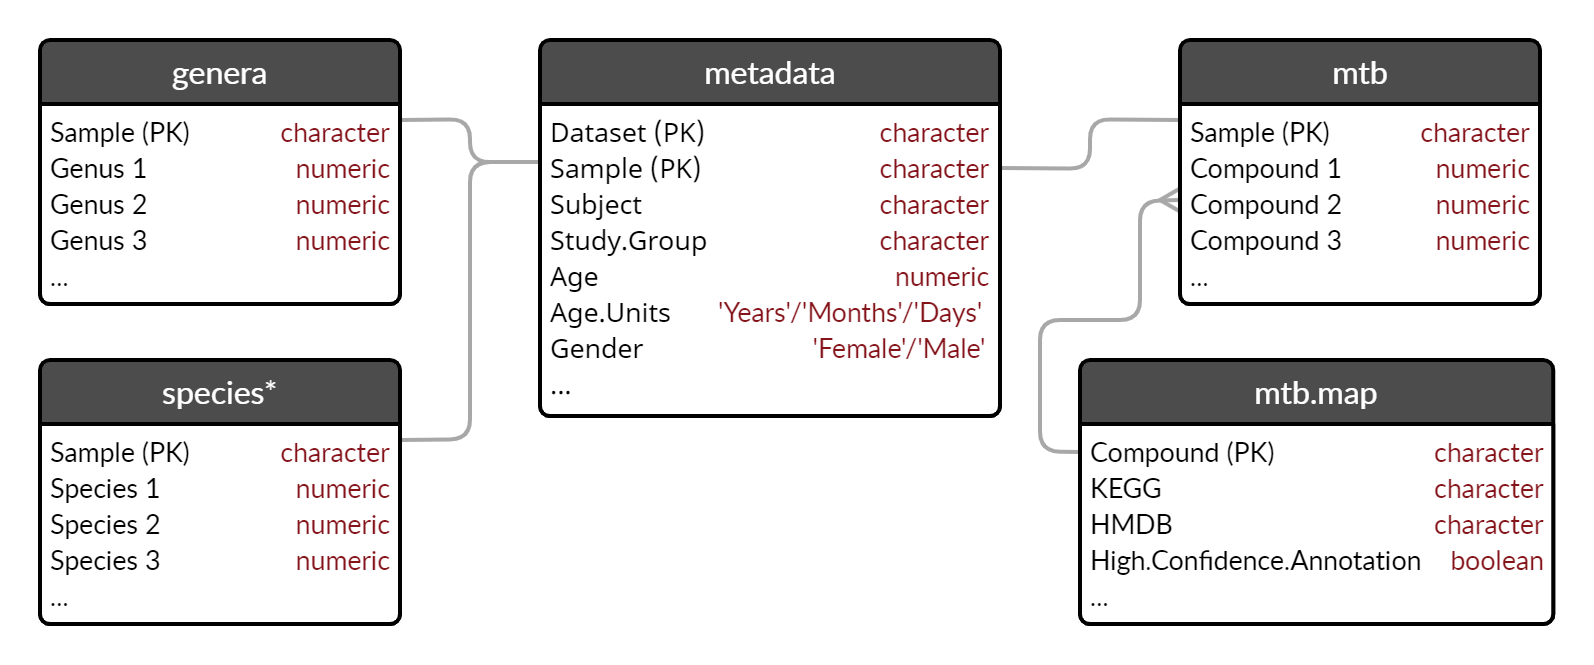 genera
Sample (PK) character
Genus 1 numeric
Genus 2 numeric
Genus 3 numeric
...
species*
Sample (PK) character
Species 1 numeric
Species 2 numeric
Species 3 numeric
...
metadata
Dataset (PK) character
Sample (PK) character
Subject character
Study.Group character
Age numeric
Age.Units 'Years'/'Months'/'Days'
Gender 'Female'/'Male'
...
mtb
Sample (PK) character
Compound 1 numeric
Compound 2 numeric
Compound 3 numeric
...
mtb.map
Compound (PK) character
KEGG character
HMDB character
High.Confidence.Annotation boolean
...